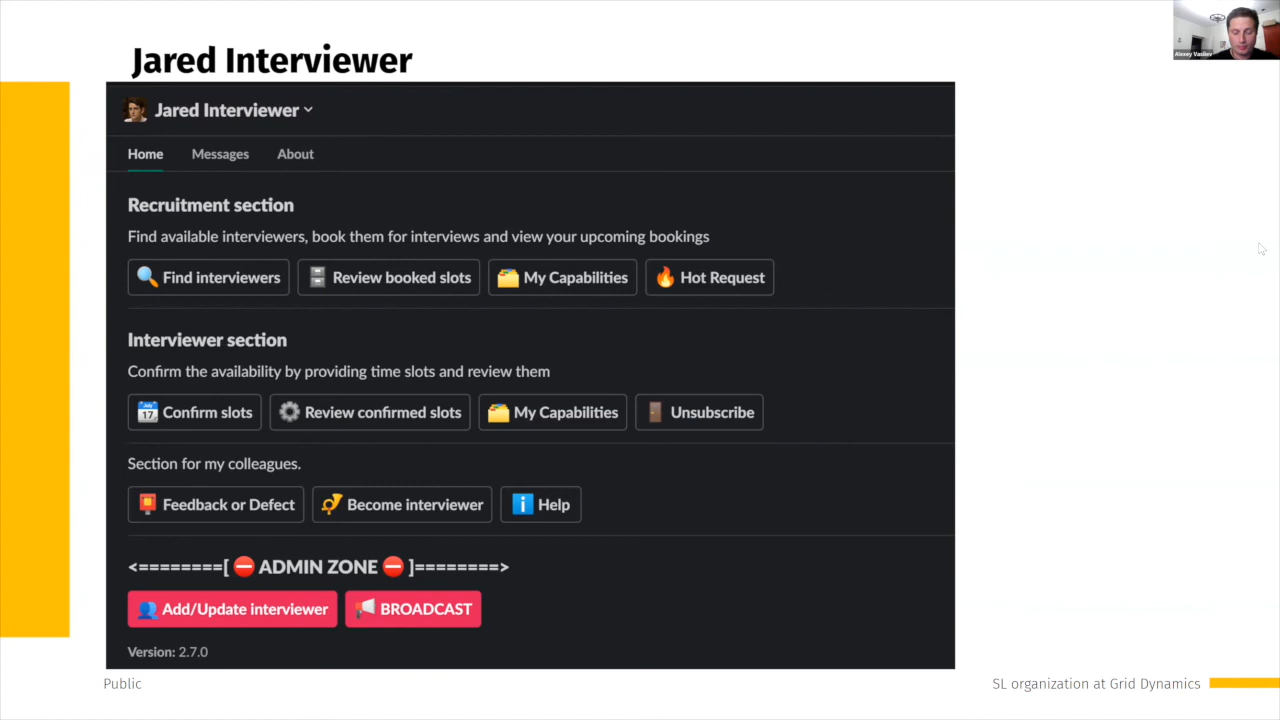 Jared Interviewer
Alexey Vasilev
Jared Interviewer
Home Messages About
Recruitment section
Find available interviewers, book them for interviews and view your upcoming bookings
Find interviewers Review booked slots My Capabilities Hot Request
Interviewer section
Confirm the availability by providing time slots and review them
July
17 Confirm slots Review confirmed slots My Capabilities Unsubscribe
Section for my colleagues.
Feedback or Defect Become interviewer Help
<========[ ⛔ ADMIN ZONE ⛔ ]========>
Add/Update interviewer BROADCAST
Version: 2.7.0
Public SL organization at Grid Dynamics